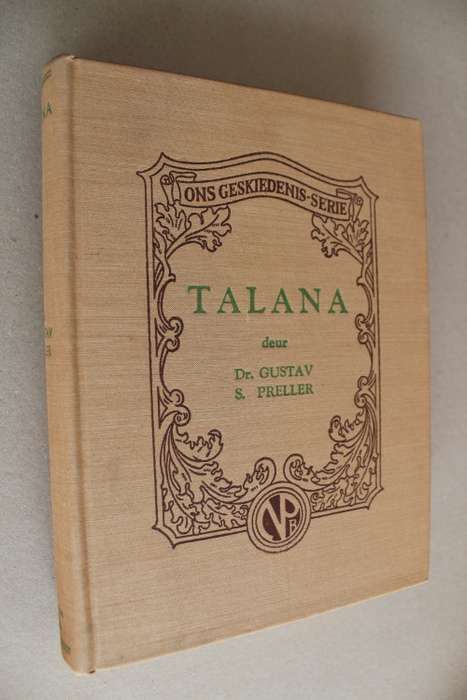 ONS GESKIEDENIS-SERIE
TALANA
deur
Dr. GUSTAV
S. PRELLER